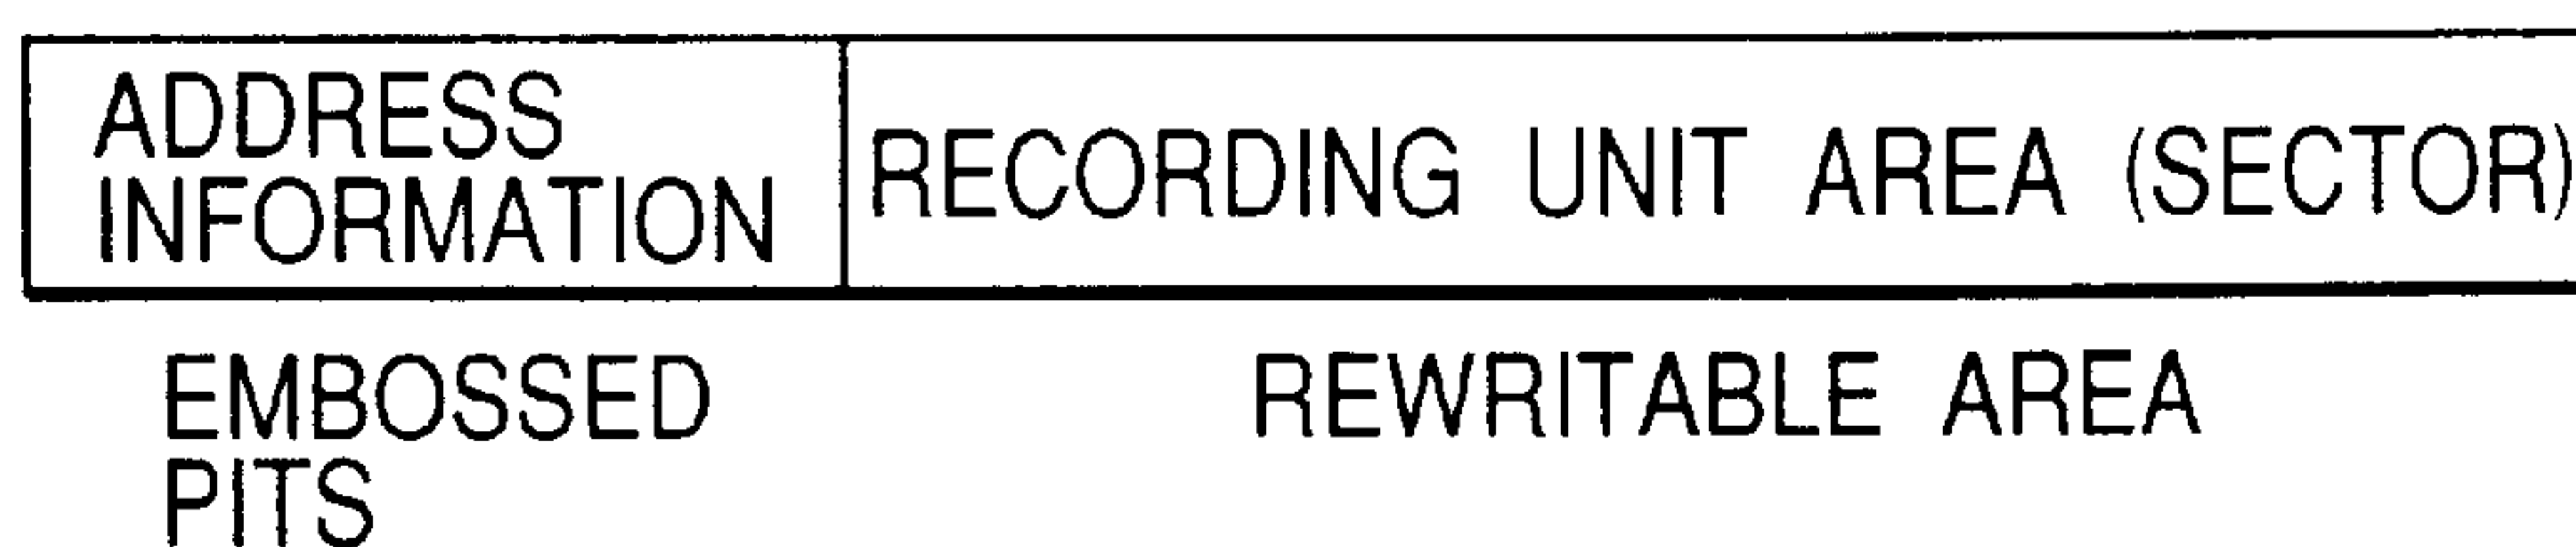 ADDRESS
INFORMATION
RECORDING UNIT AREA (SECTOR)
EMBOSSED
PITS
REWRITABLE AREA